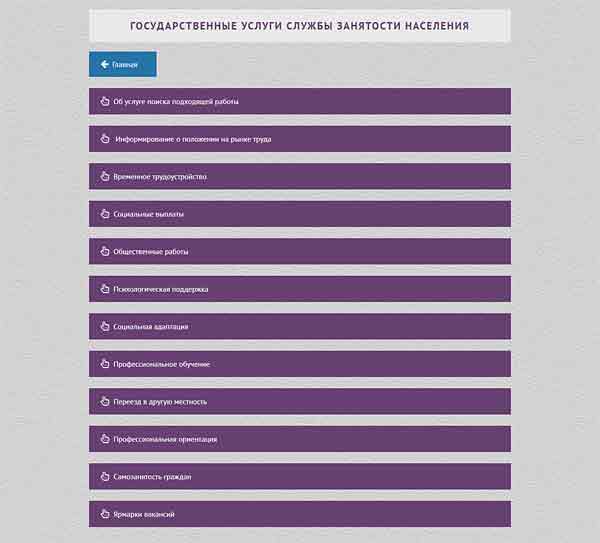 ГОСУДАРСТВЕННЫЕ УСЛУГИ СЛУЖБЫ ЗАНЯТОСТИ НАСЕЛЕНИЯ
Главная
Об услуге поиска подходящей работы
Информирование о положении на рынке труда
Временное трудоустройство
Социальные выплаты
Общественные работы
Психологическая поддержка
Социальная адаптация
Профессиональное обучение
Переезд в другую местность
Профессиональная ориентация
Самозанятость граждан
Ярмарки вакансий